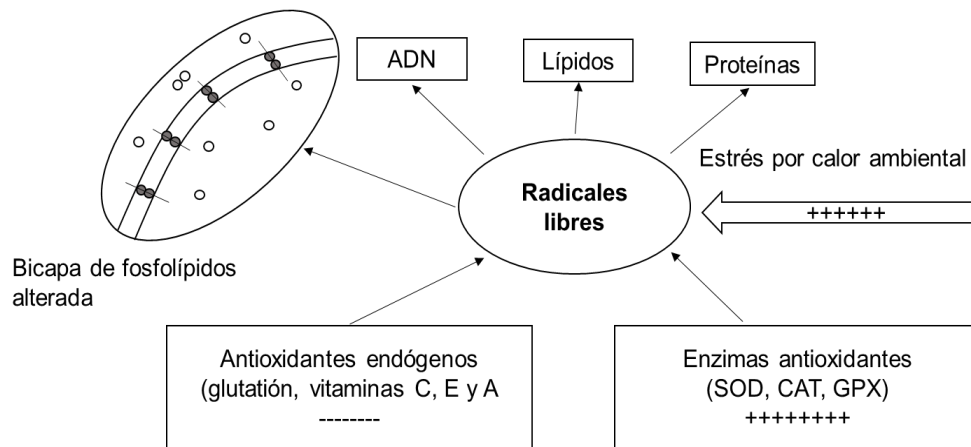 ADN
Lípidos
Proteínas
Estrés por calor ambiental
Radicales
libres
++++++
Bicapa de fosfolípidos
alterada
Antioxidantes endógenos
(glutatión, vitaminas C, E y A
--------
Enzimas antioxidantes
(SOD, CAT, GPX)
++++++++